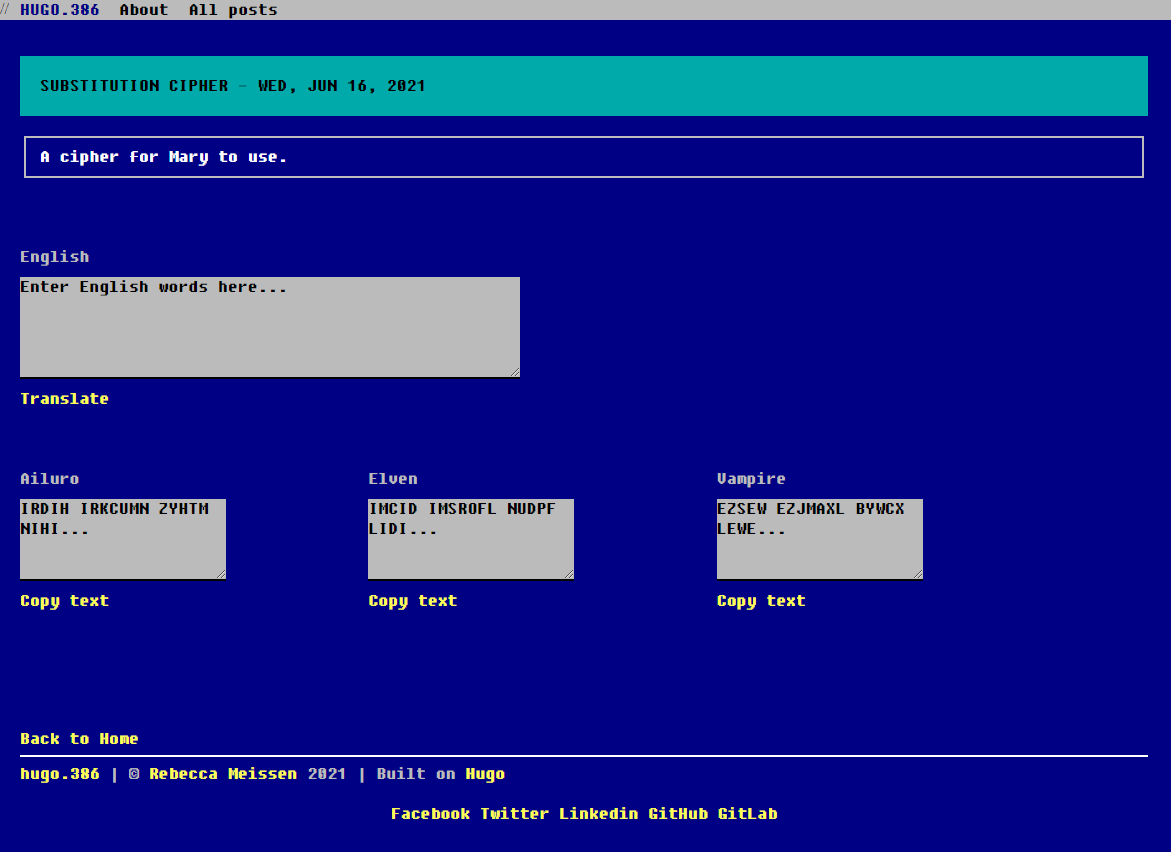 // HUGO.386 About All posts
SUBSTITUTION CIPHER - WED, JUN 16, 2021
A cipher for Mary to use.
English
Enter English words here...
Translate
Ailuro Elven Vampire
IRDIH IRKCUMN ZYHTM IMCID IMSROFL NUDPF EZSEW EZJMAXL BYWCX
NIHI... LIDI... LEWE...
Copy text Copy text Copy text
Back to Home
hugo.386 | © Rebecca Meissen 2021 | Built on Hugo
Facebook Twitter Linkedin GitHub GitLab